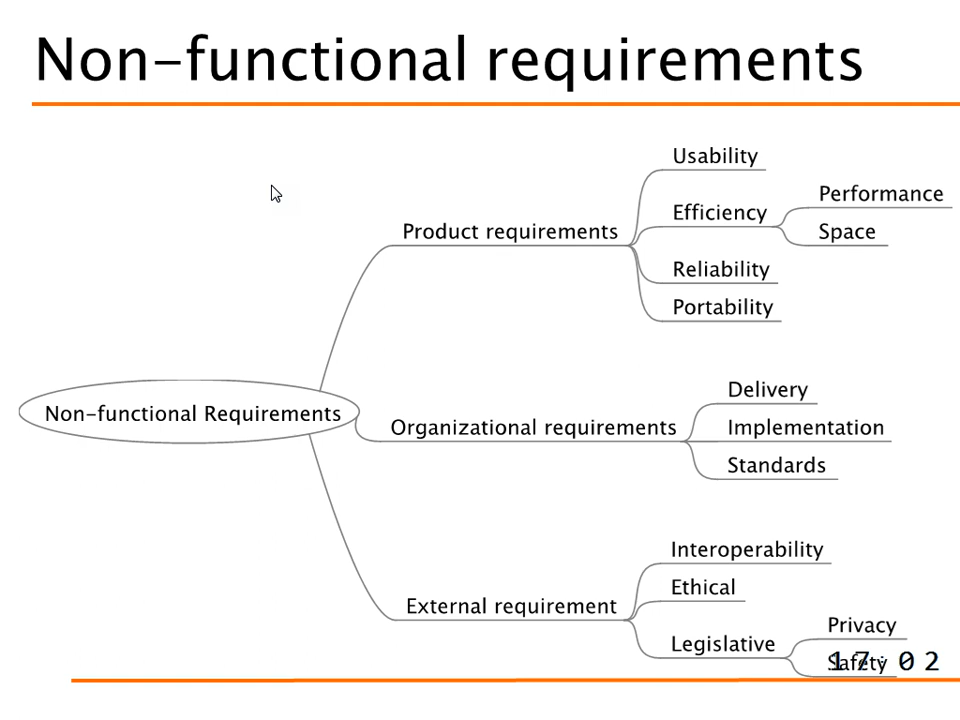 Non-functional requirements
Usability
Performance
Efficiency
Space
Product requirements
Reliability
Portability
Non-functional Requirements
Delivery
Organizational requirements
Implementation
Standards
Interoperability
Ethical
External requirement
Privacy
Legislative
Safety
17:02